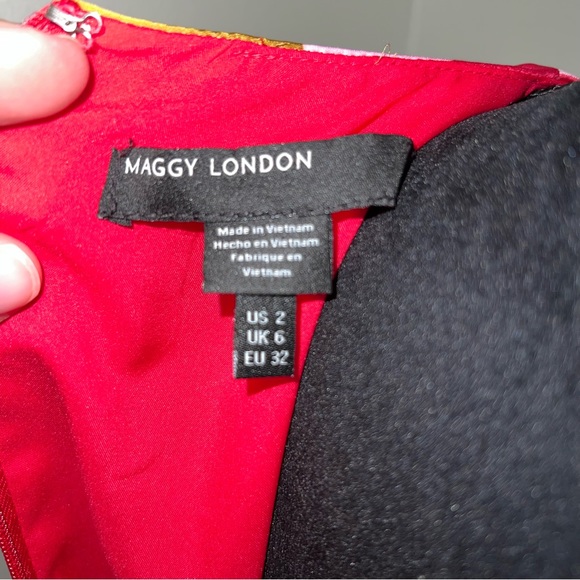 MAGGY LONDON
Made in Vietnam
Hecho en Vietnam
Fabrique en
Vietnam
US 2
UK 6
EU 32